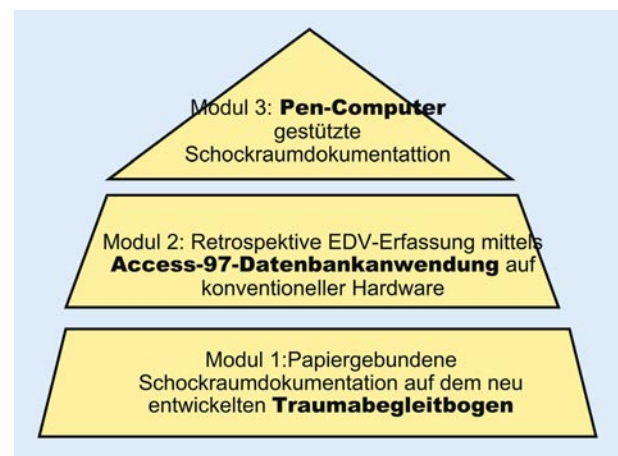 Modul 3: Pen-Computer
gestützte
Schockraumdokumentattion
Modul 2: Retrospektive EDV-Erfassung mittels
Access-97-Datenbankanwendung auf
konventioneller Hardware
Modul 1:Papiergebundene
Schockraumdokumentation auf dem neu
entwickelten Traumabegleitbogen